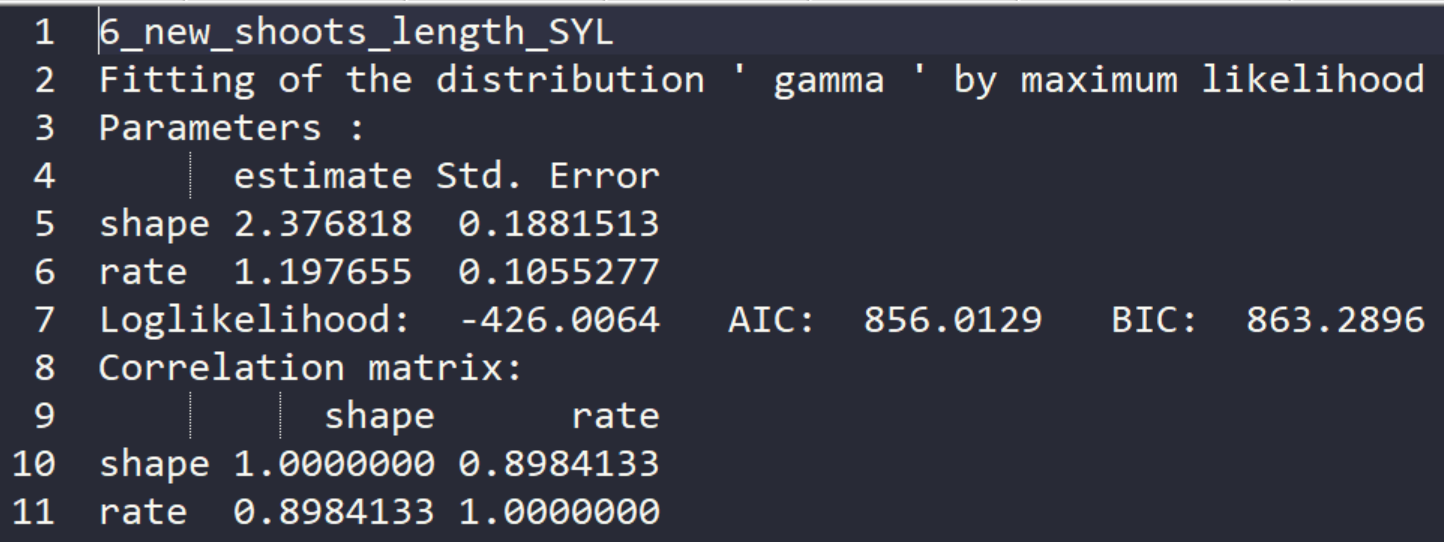 1 6_new_shoots_length_SYL
2 Fitting of the distribution ' gamma ' by maximum likelihood
3 Parameters :
4       estimate Std. Error
5 shape 2.376818  0.1881513
6 rate  1.197655  0.1055277
7 Loglikelihood:  -426.0064   AIC:  856.0129   BIC:  863.2896
8 Correlation matrix:
9           shape      rate
10 shape 1.0000000 0.8984133
11 rate  0.8984133 1.0000000